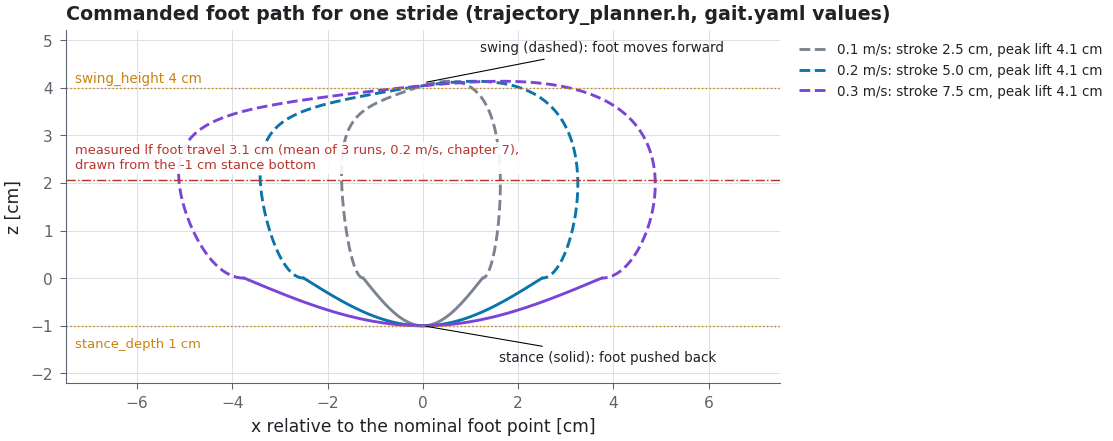 Commanded foot path for one stride (trajectory_planner.h, gait.yaml values)
swing (dashed): foot moves forward
swing_height 4 cm
measured lf foot travel 3.1 cm (mean of 3 runs, 0.2 m/s, chapter 7),
drawn from the -1 cm stance bottom
stance_depth 1 cm
stance (solid): foot pushed back
5
4
3
2
1
0
−1
−2
z [cm]
−6
−4
−2
0
2
4
6
x relative to the nominal foot point [cm]
0.1 m/s: stroke 2.5 cm, peak lift 4.1 cm
0.2 m/s: stroke 5.0 cm, peak lift 4.1 cm
0.3 m/s: stroke 7.5 cm, peak lift 4.1 cm